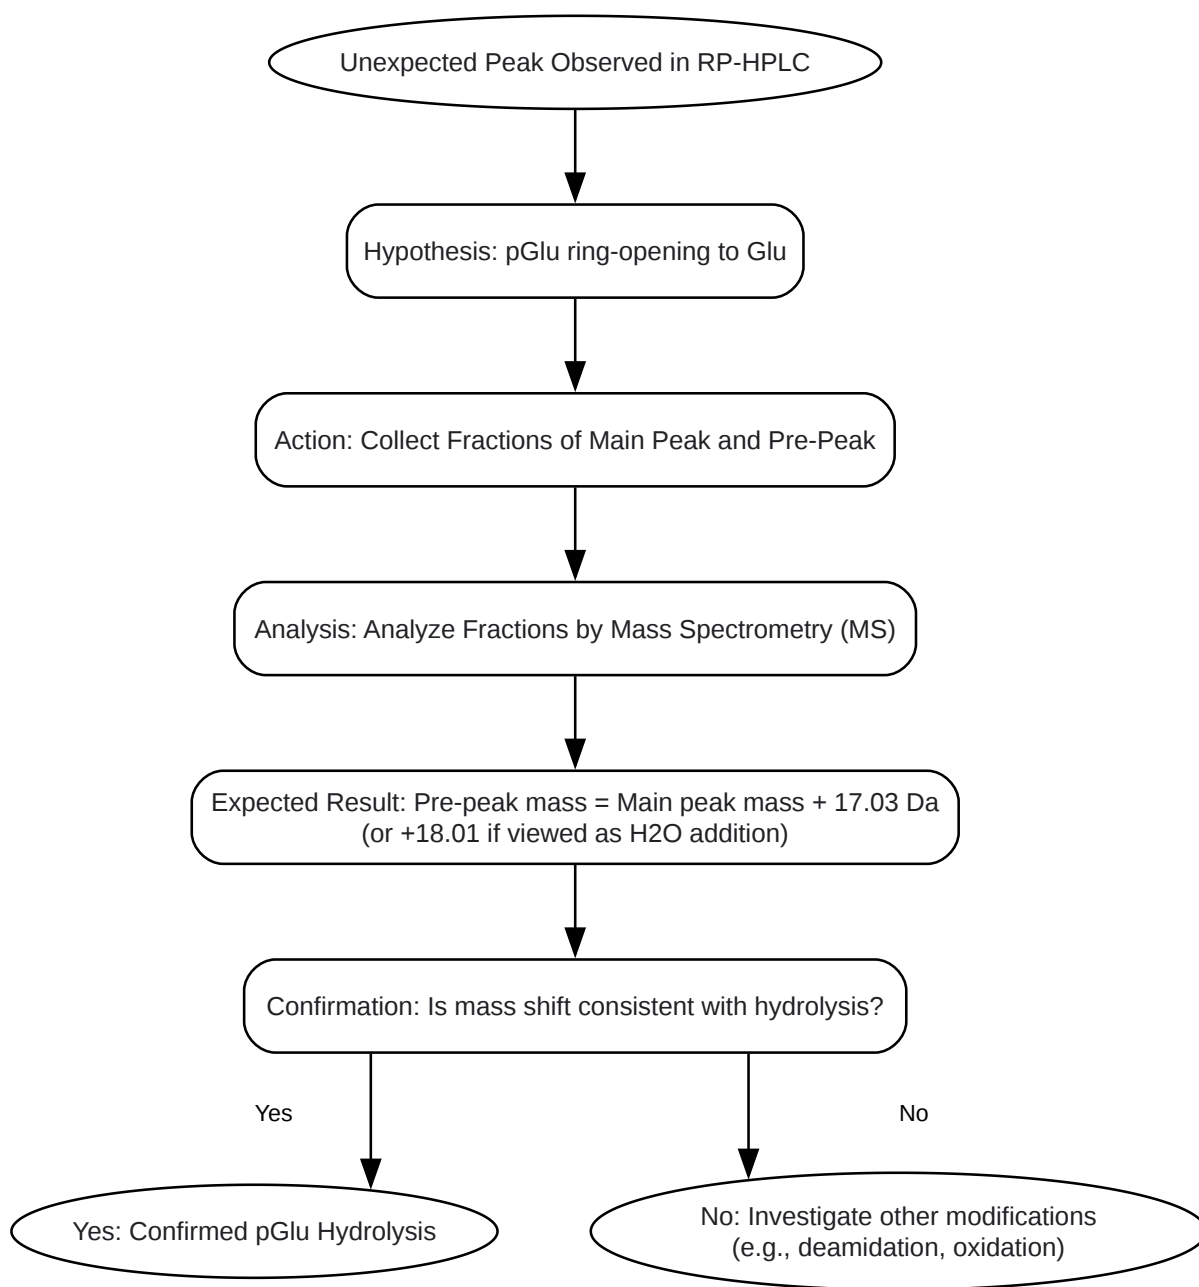 Unexpected Peak Observed in RP-HPLC
Hypothesis: pGlu ring-opening to Glu
Action: Collect Fractions of Main Peak and Pre-Peak
Analysis: Analyze Fractions by Mass Spectrometry (MS)
Expected Result: Pre-peak mass = Main peak mass + 17.03 Da
(or +18.01 if viewed as H2O addition)
Confirmation: Is mass shift consistent with hydrolysis?
Yes
No
Yes: Confirmed pGlu Hydrolysis
No: Investigate other modifications
(e.g., deamidation, oxidation)